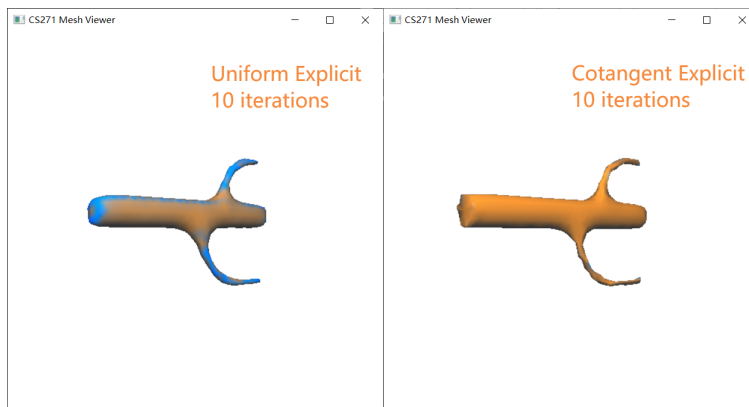 CS271 Mesh Viewer
Uniform Explicit
10 iterations
CS271 Mesh Viewer
Cotangent Explicit
10 iterations